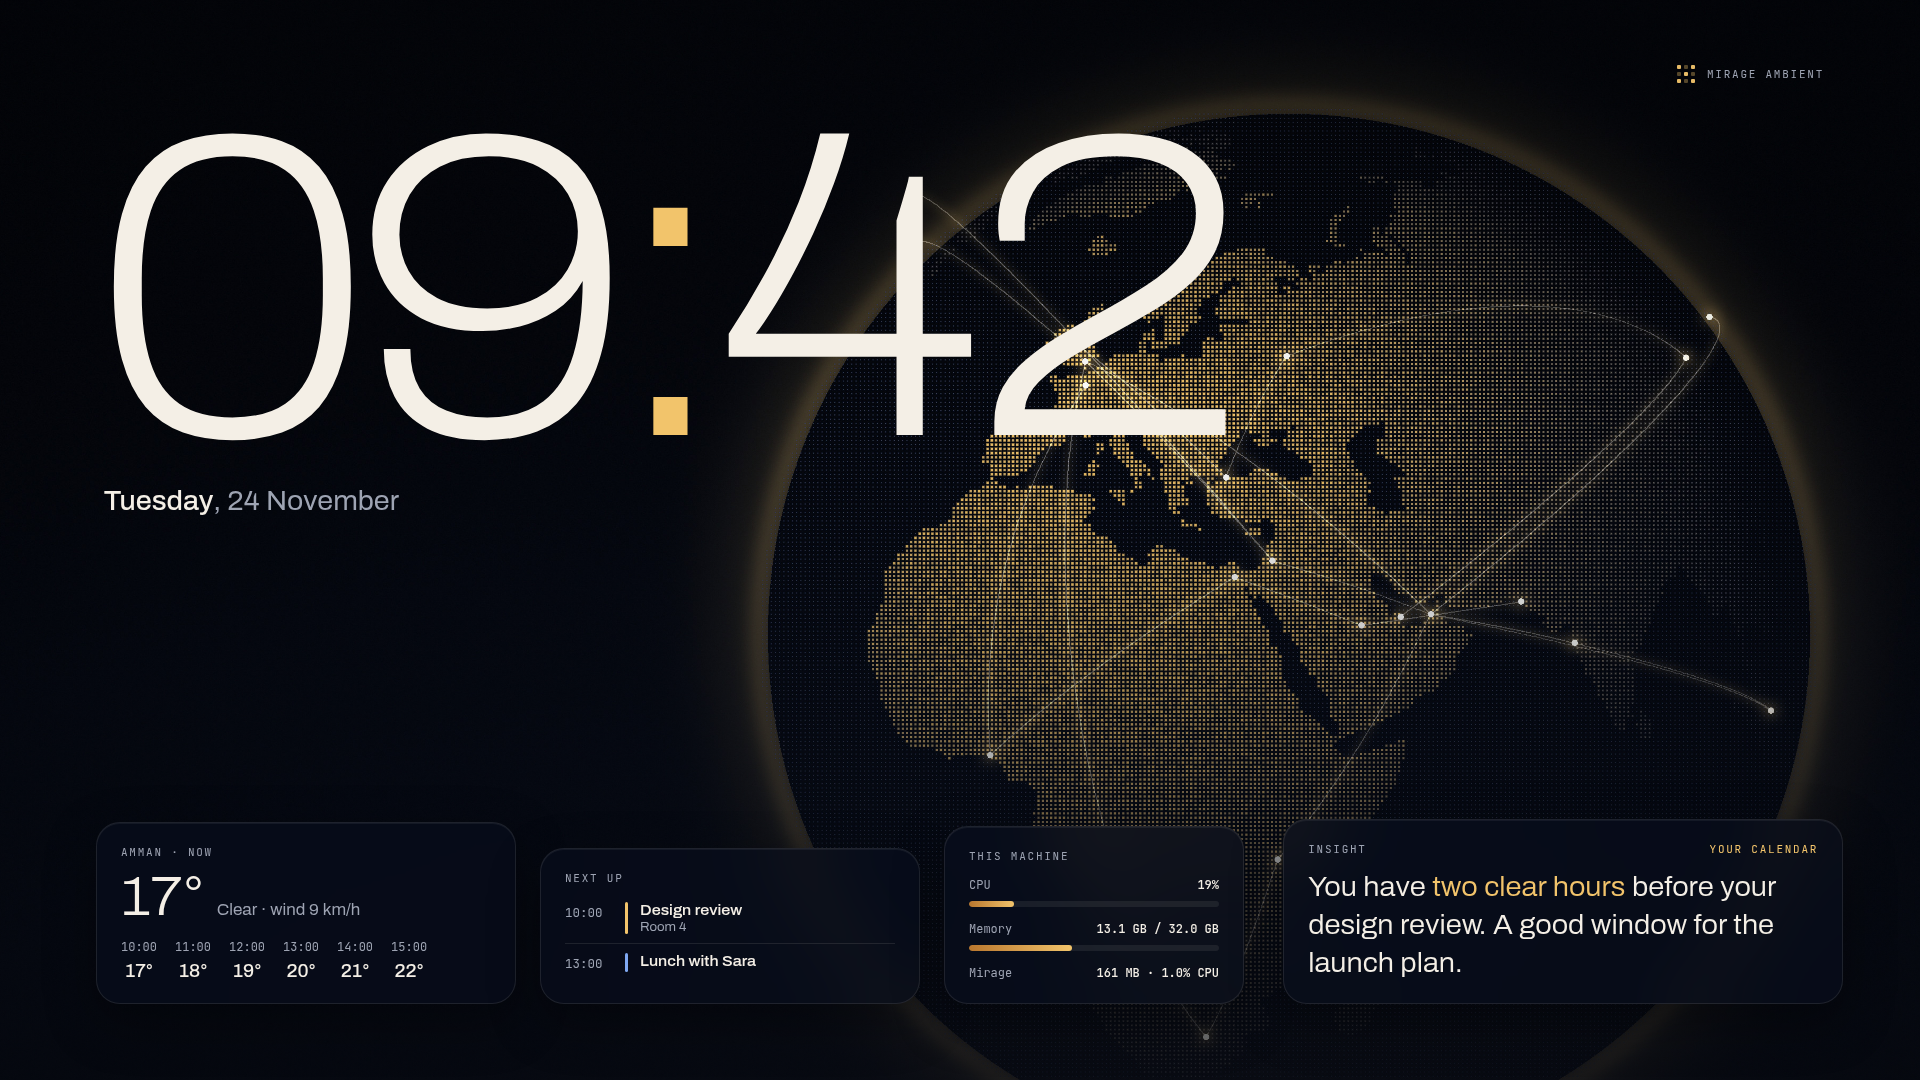 MIRAGE AMBIENT
09:42
Tuesday, 24 November
AMMAN · NOW
17° Clear · wind 9 km/h
10:00 11:00 12:00 13:00 14:00 15:00
17° 18° 19° 20° 21° 22°
NEXT UP
10:00 Design review
Room 4
13:00 Lunch with Sara
THIS MACHINE
CPU 19%
Memory 13.1 GB / 32.0 GB
Mirage 161 MB · 1.0% CPU
INSIGHT YOUR CALENDAR
You have two clear hours before your
design review. A good window for the
launch plan.